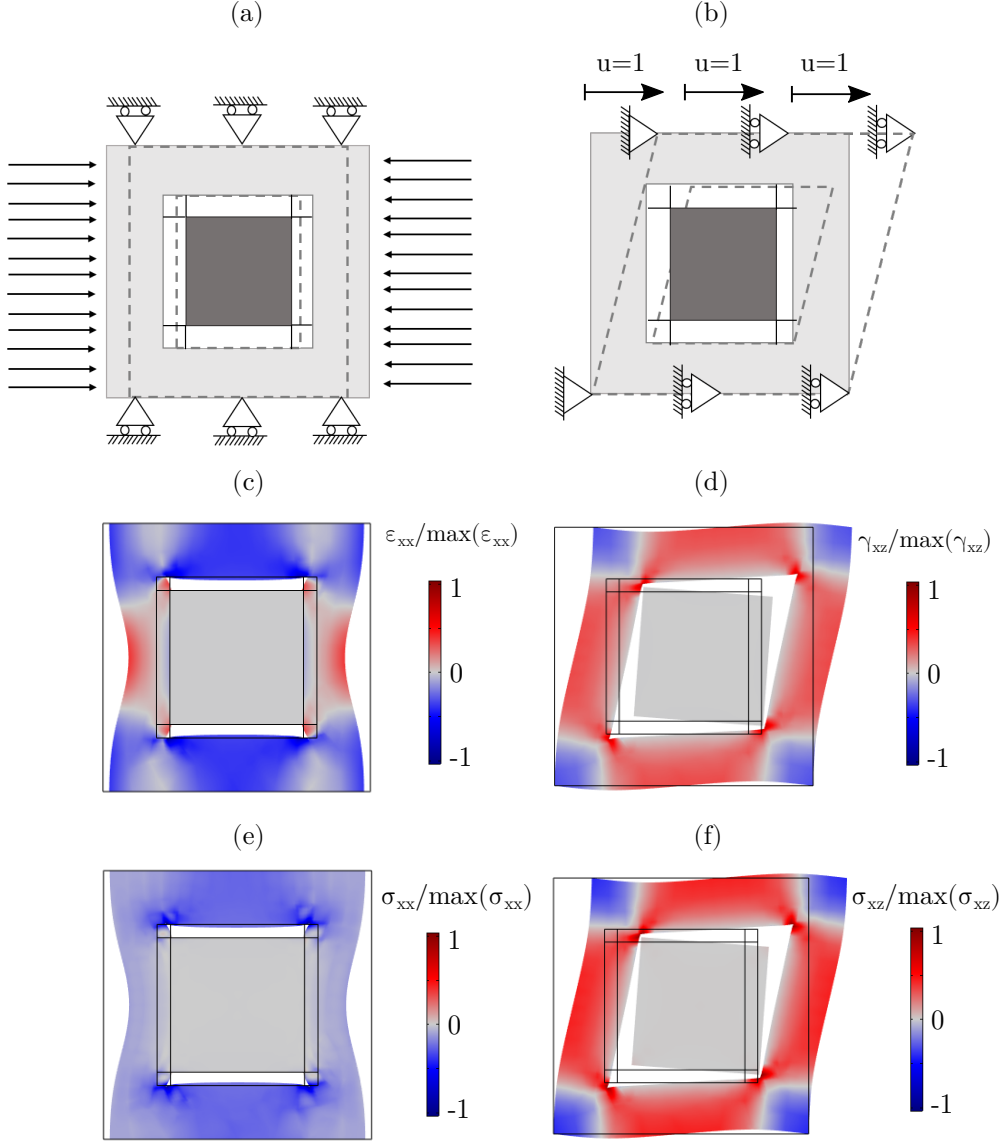 (a)
(b)
u=1
u=1
u=1
(c)
(d)
εxx/max(εxx)
1
0
-1
γxz/max(γxz)
1
0
-1
(e)
(f)
σxx/max(σxx)
1
0
-1
σxz/max(σxz)
1
0
-1